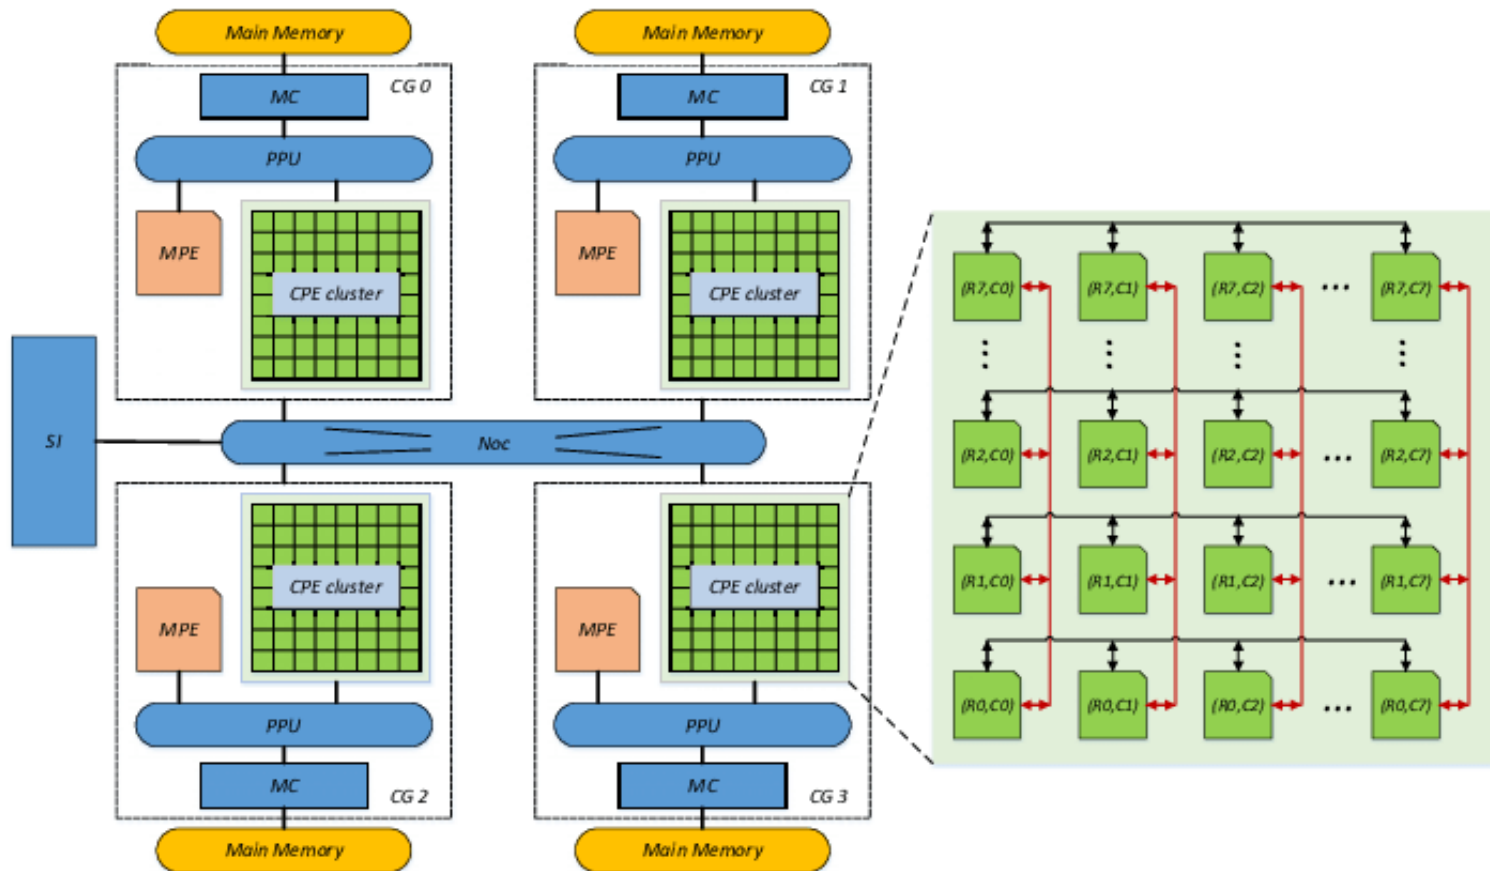 Main Memory
Main Memory
MC
CG 0
MC
CG 1
PPU
PPU
MPE
CPE cluster
MPE
CPE cluster
SI
Noc
MPE
CPE cluster
MPE
CPE cluster
PPU
PPU
MC
CG 2
MC
CG 3
Main Memory
Main Memory
(R7,C0) (R7,C1) (R7,C2) ... (R7,C7)
(R2,C0) (R2,C1) (R2,C2) ... (R2,C7)
(R1,C0) (R1,C1) (R1,C2) ... (R1,C7)
(R0,C0) (R0,C1) (R0,C2) ... (R0,C7)